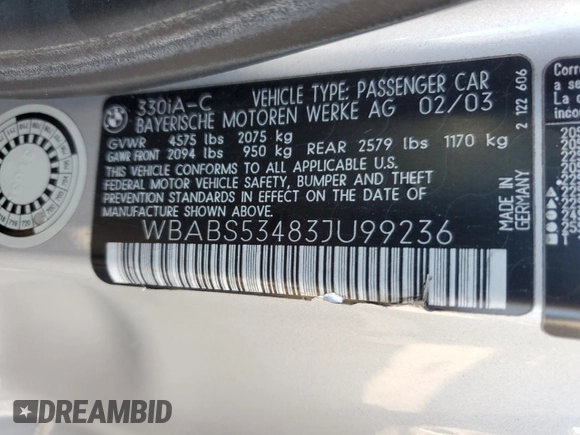 BMW
330iA-C VEHICLE TYPE: PASSENGER CAR
BAYERISCHE MOTOREN WERKE AG 02/03
GVWR 4575 lbs 2075 kg
GAWR FRONT 2094 lbs 950 kg REAR 2579 lbs 1170 kg
THIS VEHICLE CONFORMS TO ALL APPLICABLE U.S.
FEDERAL MOTOR VEHICLE SAFETY, BUMPER AND THEFT
PREVENTION STANDARDS IN EFFECT ON THE DATE
OF MANUFACTURE SHOWN ABOVE.
WBABS53483JU99236
2 122 606
MADE IN
GERMANY
DREAMBID